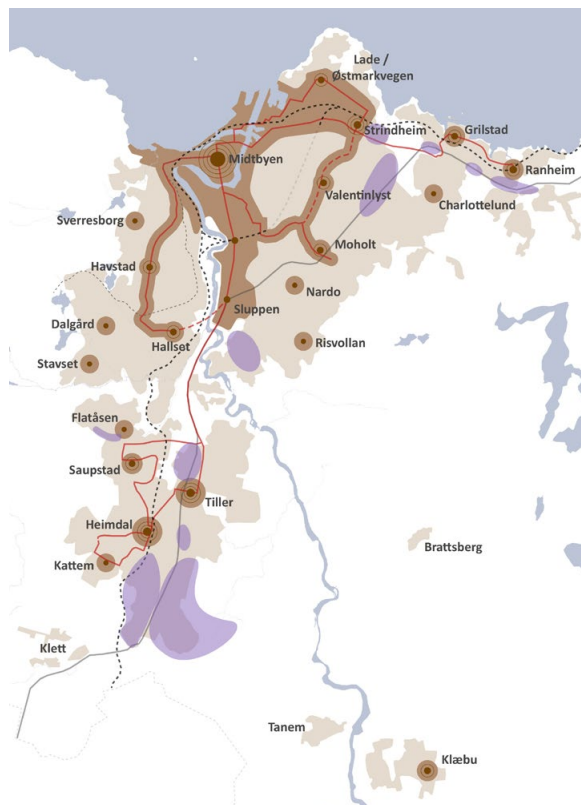 Lade /
Østmarkvegen
Strindheim
Grilstad
Midtbyen
Ranheim
Valentinlyst
Charlottelund
Sverresborg
Moholt
Havstad
Nardo
Sluppen
Dalgård
Hallset
Risvollan
Stavset
Flatåsen
Saupstad
Tiller
Heimdal
Brattsberg
Kattem
Klett
Tanem
Klæbu